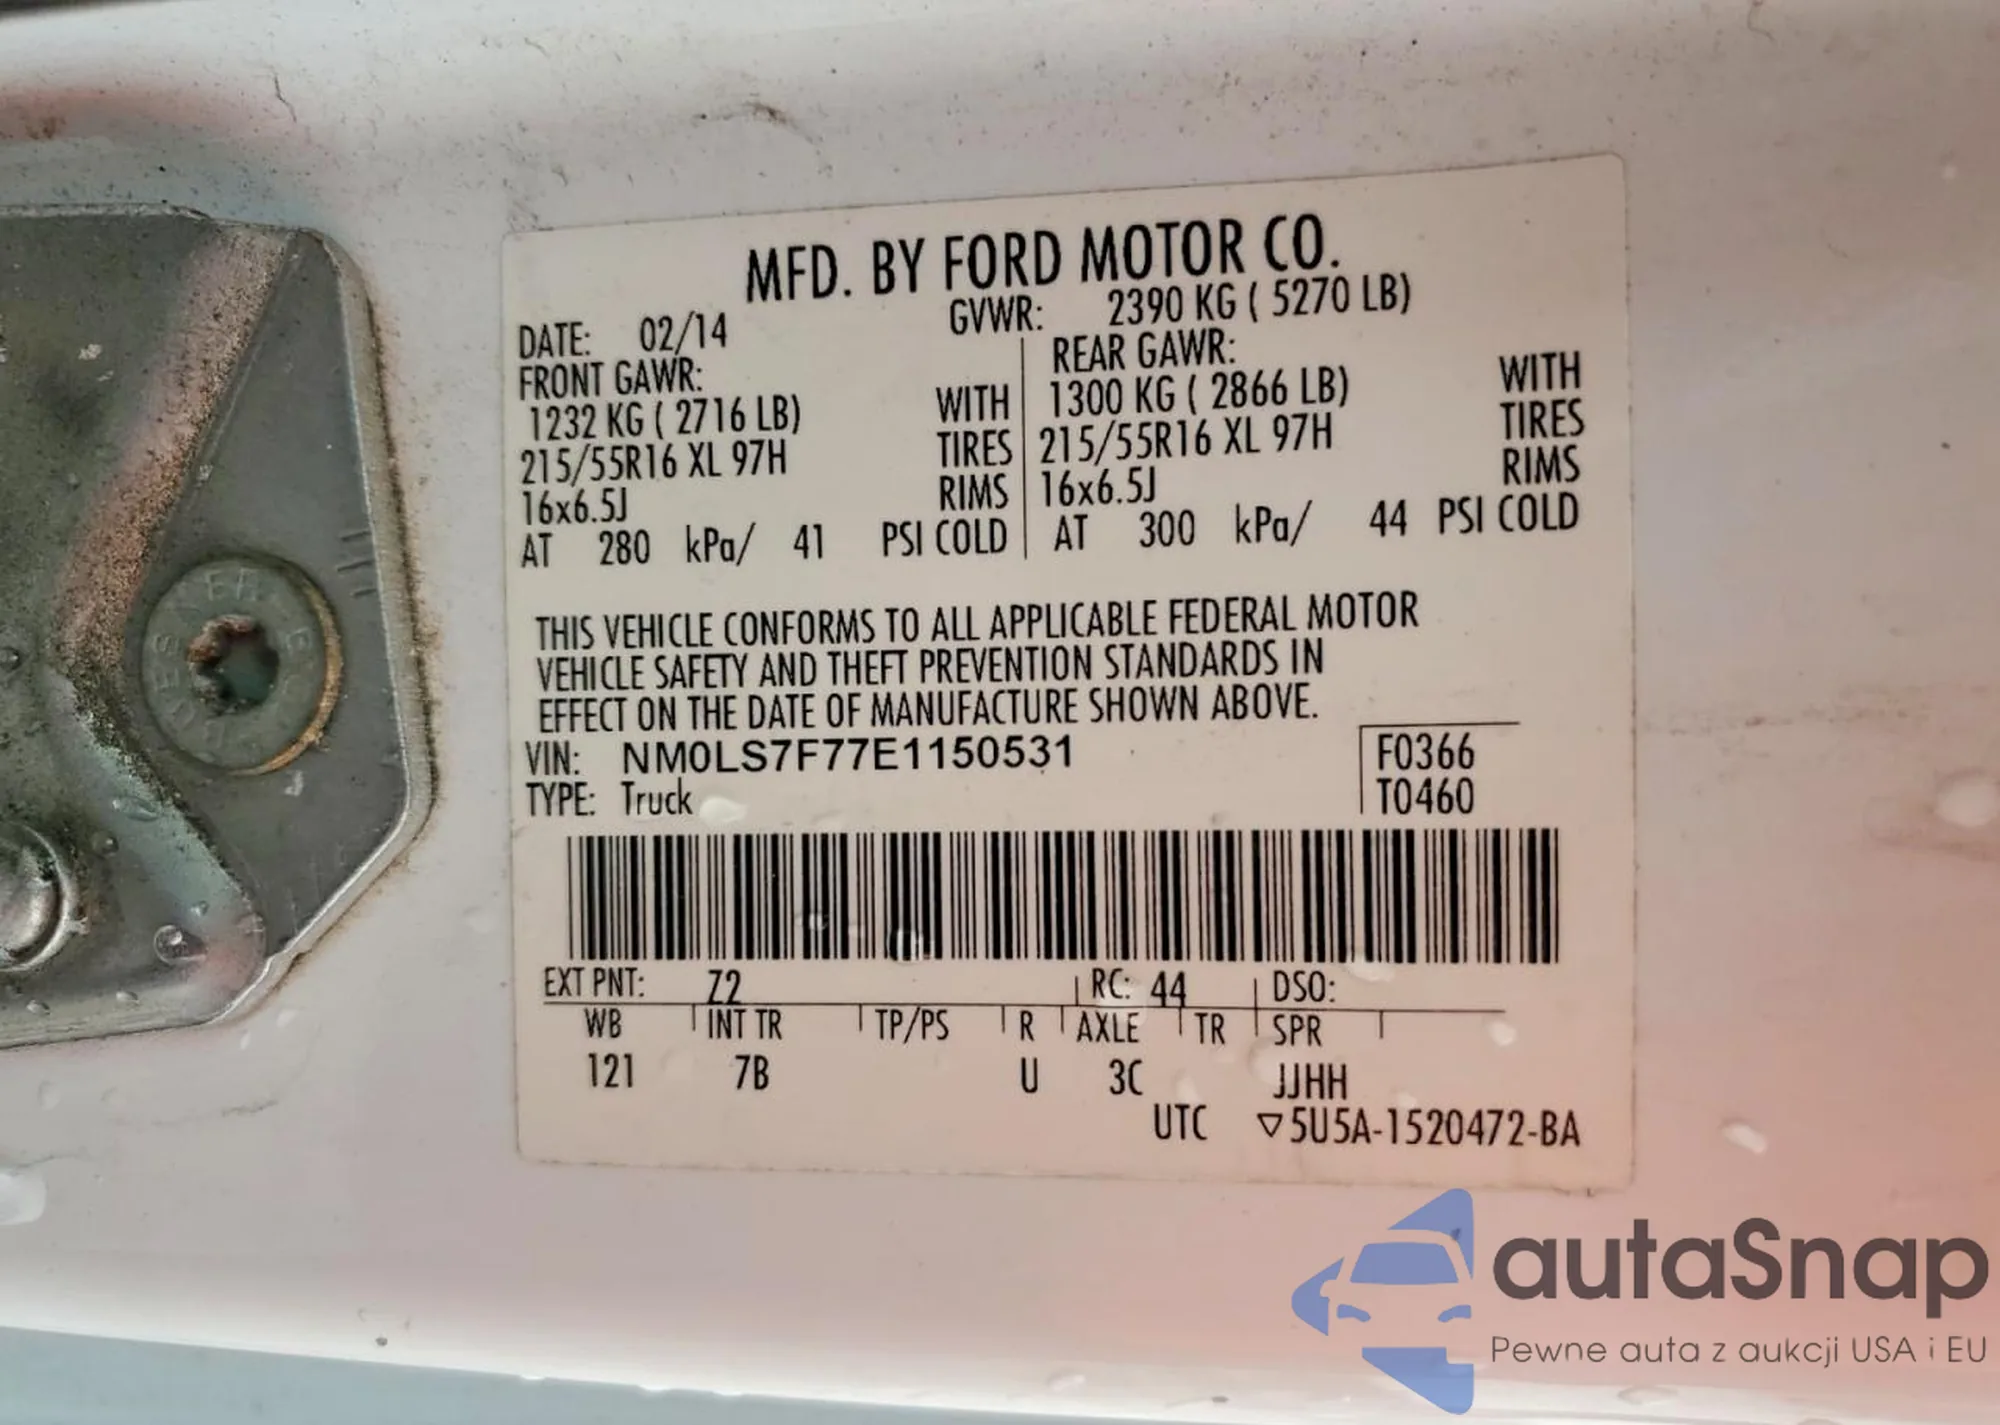 MFD. BY FORD MOTOR CO.
DATE: 02/14 GVWR: 2390 KG ( 5270 LB)
FRONT GAWR: REAR GAWR:
1232 KG ( 2716 LB) WITH 1300 KG ( 2866 LB) WITH
215/55R16 XL 97H TIRES 215/55R16 XL 97H TIRES
16x6.5J RIMS 16x6.5J RIMS
AT 280 kPa/ 41 PSI COLD AT 300 kPa/ 44 PSI COLD
THIS VEHICLE CONFORMS TO ALL APPLICABLE FEDERAL MOTOR
VEHICLE SAFETY AND THEFT PREVENTION STANDARDS IN
EFFECT ON THE DATE OF MANUFACTURE SHOWN ABOVE.
VIN: NM0LS7F77E1150531 F0366
TYPE: Truck T0460
EXT PNT: Z2 RC: 44 DSO:
WB INT TR TP/PS R AXLE TR SPR
121 7B U 3C JJHH
UTC ▽5U5A-1520472-BA
autaSnap
Pewne auta z aukcji USA i EU